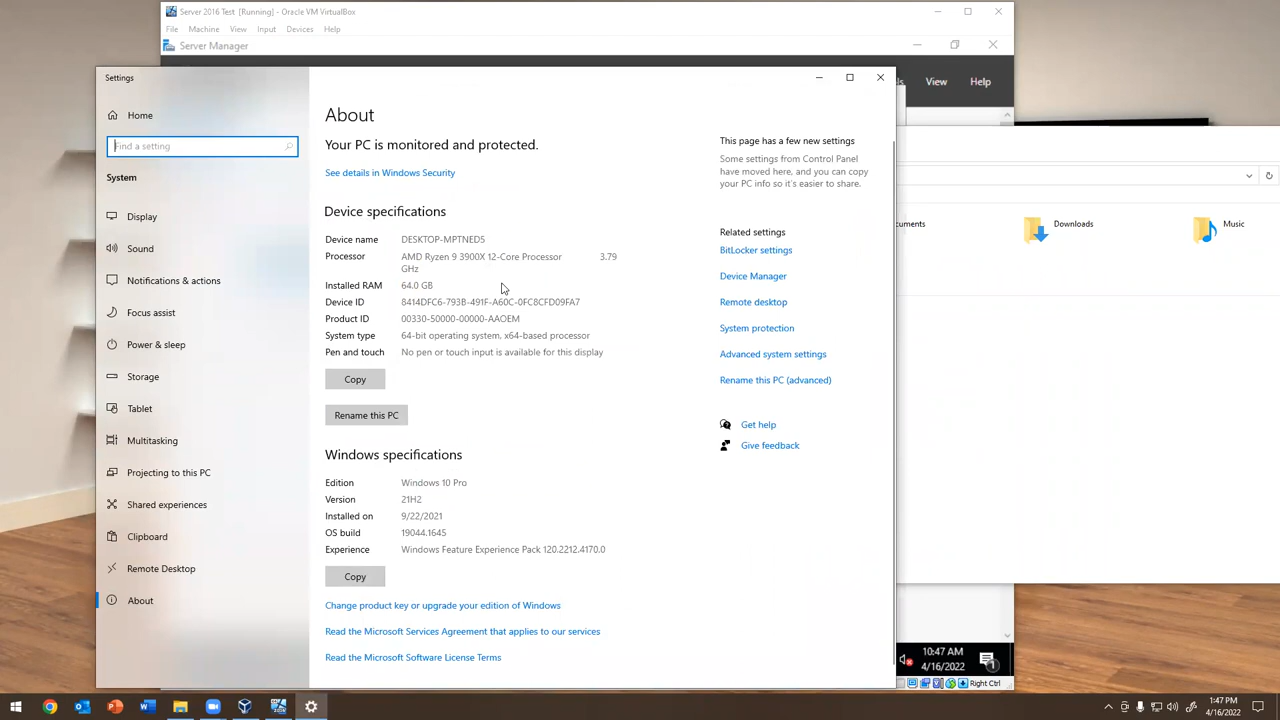 Server 2016 Test [Running] - Oracle VM VirtualBox
File Machine View Input Devices Help
Server Manager
View Help
Settings
Home
Find a setting
System
Display
Sound
Notifications & actions
Focus assist
Power & sleep
Storage
Tablet
Multitasking
Projecting to this PC
Shared experiences
Clipboard
Remote Desktop
About
About
Your PC is monitored and protected.
See details in Windows Security
Device specifications
Device name DESKTOP-MPTNED5
Processor AMD Ryzen 9 3900X 12-Core Processor 3.79
GHz
Installed RAM 64.0 GB
Device ID 8414DFC6-793B-491F-A60C-0FC8CFD09FA7
Product ID 00330-50000-00000-AAOEM
System type 64-bit operating system, x64-based processor
Pen and touch No pen or touch input is available for this display
Copy
Rename this PC
Windows specifications
Edition Windows 10 Pro
Version 21H2
Installed on 9/22/2021
OS build 19044.1645
Experience Windows Feature Experience Pack 120.2212.4170.0
Copy
Change product key or upgrade your edition of Windows
Read the Microsoft Services Agreement that applies to our services
Read the Microsoft Software License Terms
This page has a few new settings
Some settings from Control Panel
have moved here, and you can copy
your PC info so it's easier to share.
Related settings
BitLocker settings
Device Manager
Remote desktop
System protection
Advanced system settings
Rename this PC (advanced)
Get help
Give feedback
cuments Downloads Music
10:47 AM
4/16/2022
1
Right Ctrl
1:47 PM